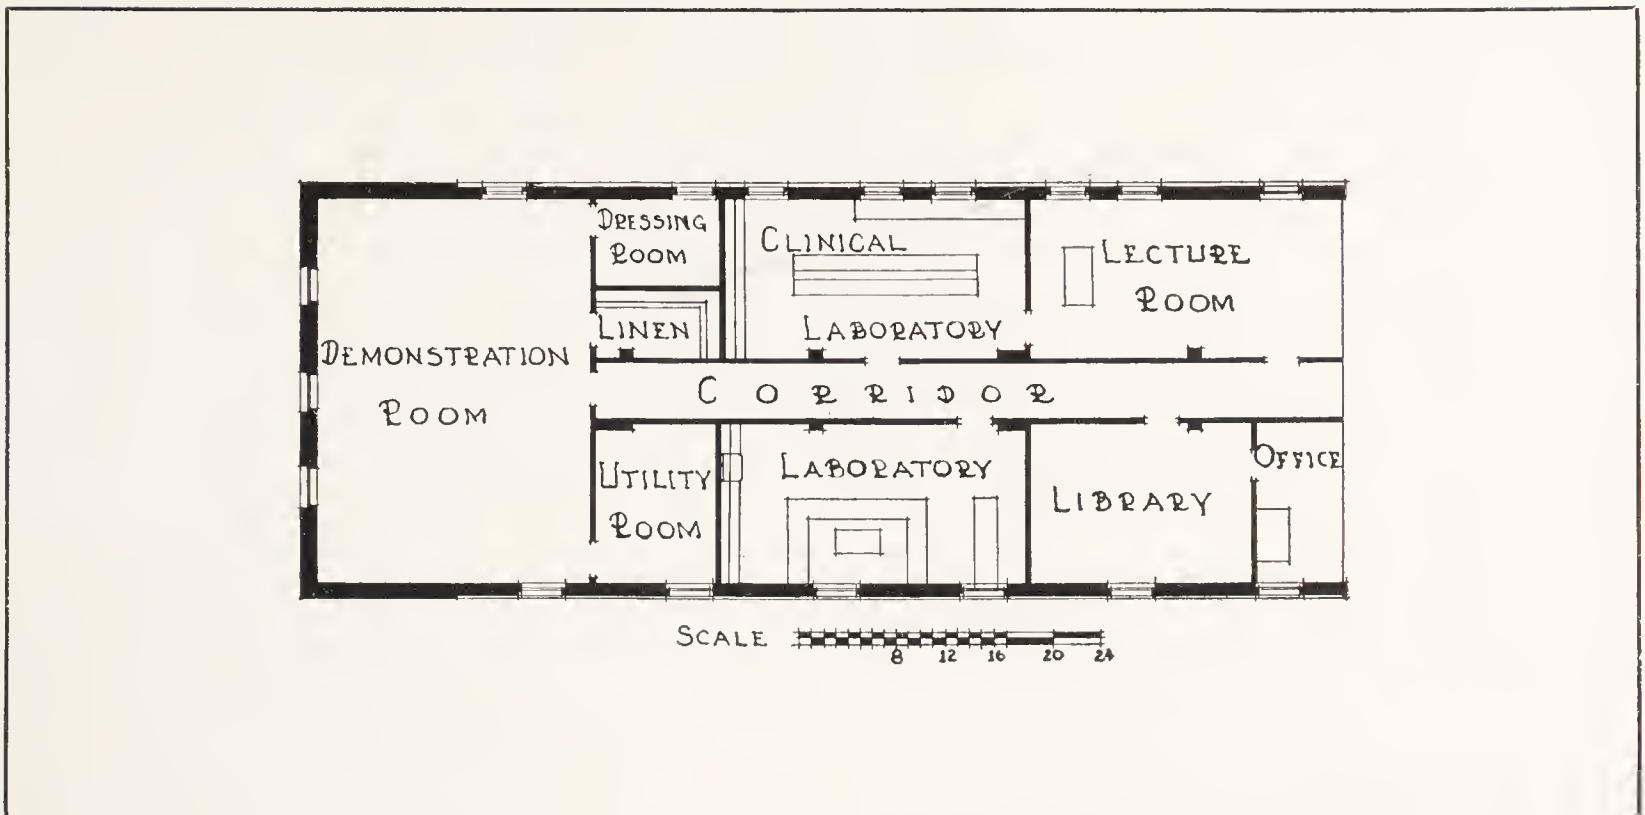 DRESSING
ROOM
CLINICAL
LABORATORY
LECTURE
ROOM
LINEN
DEMONSTRATION
ROOM
CORRIDOR
UTILITY
ROOM
LABORATORY
LIBRARY
OFFICE
SCALE
8 12 16 20 24